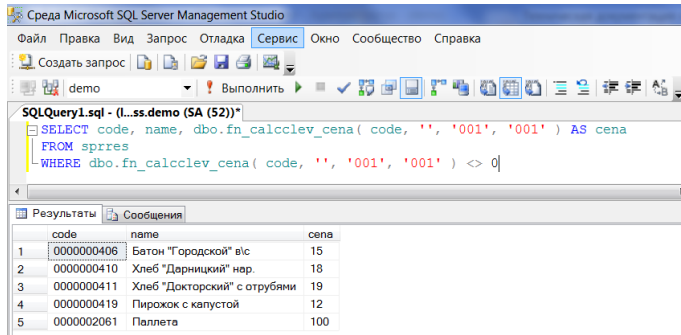 Среда Microsoft SQL Server Management Studio
Файл Правка Вид Запрос Отладка Сервис Окно Сообщество Справка
Создать запрос
demo Выполнить
SQLQuery1.sql - (l...ss.demo (SA (52))*
SELECT code, name, dbo.fn_calcclev_cena( code, '', '001', '001' ) AS cena
FROM sprres
WHERE dbo.fn_calcclev_cena( code, '', '001', '001' ) <> 0
Результаты Сообщения
code name cena
1 0000000406 Батон "Городской" в\с 15
2 0000000410 Хлеб "Дарницкий" нар. 18
3 0000000411 Хлеб "Докторский" с отрубями 19
4 0000000419 Пирожок с капустой 12
5 0000002061 Паллета 100